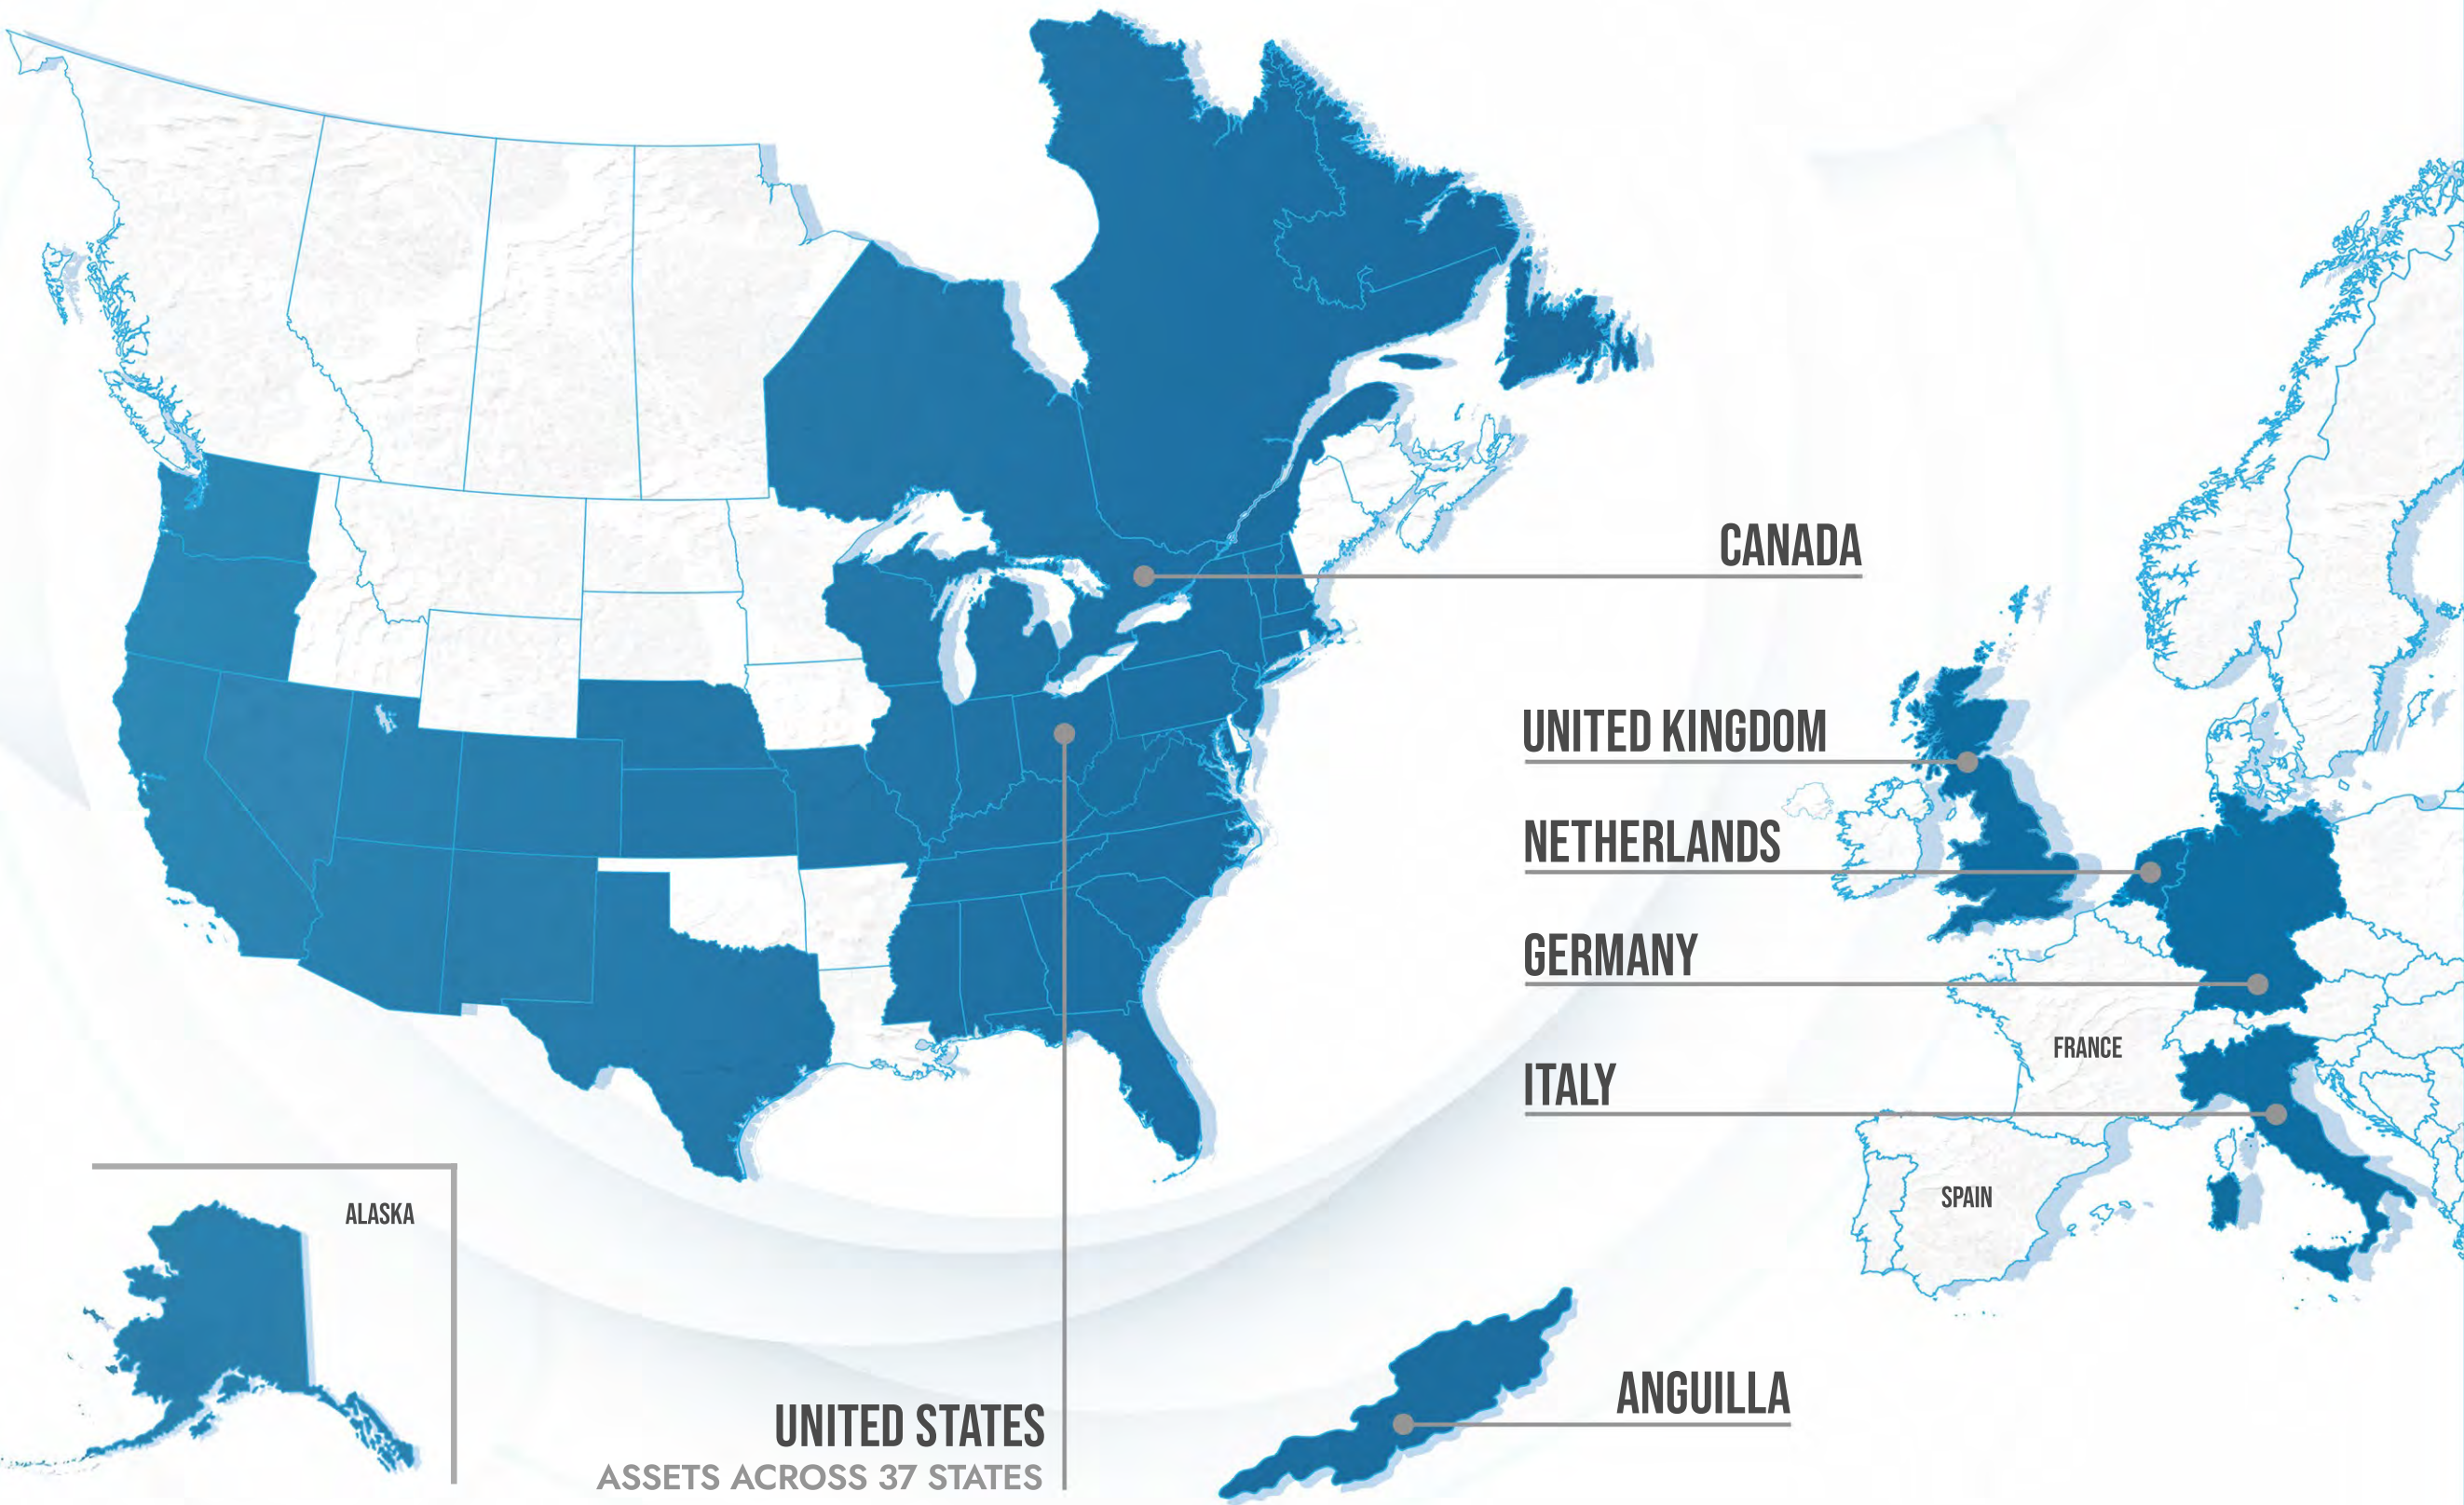 CANADA
UNITED KINGDOM
NETHERLANDS
GERMANY
FRANCE
ITALY
SPAIN
ALASKA
ANGUILLA
UNITED STATES
ASSETS ACROSS 37 STATES